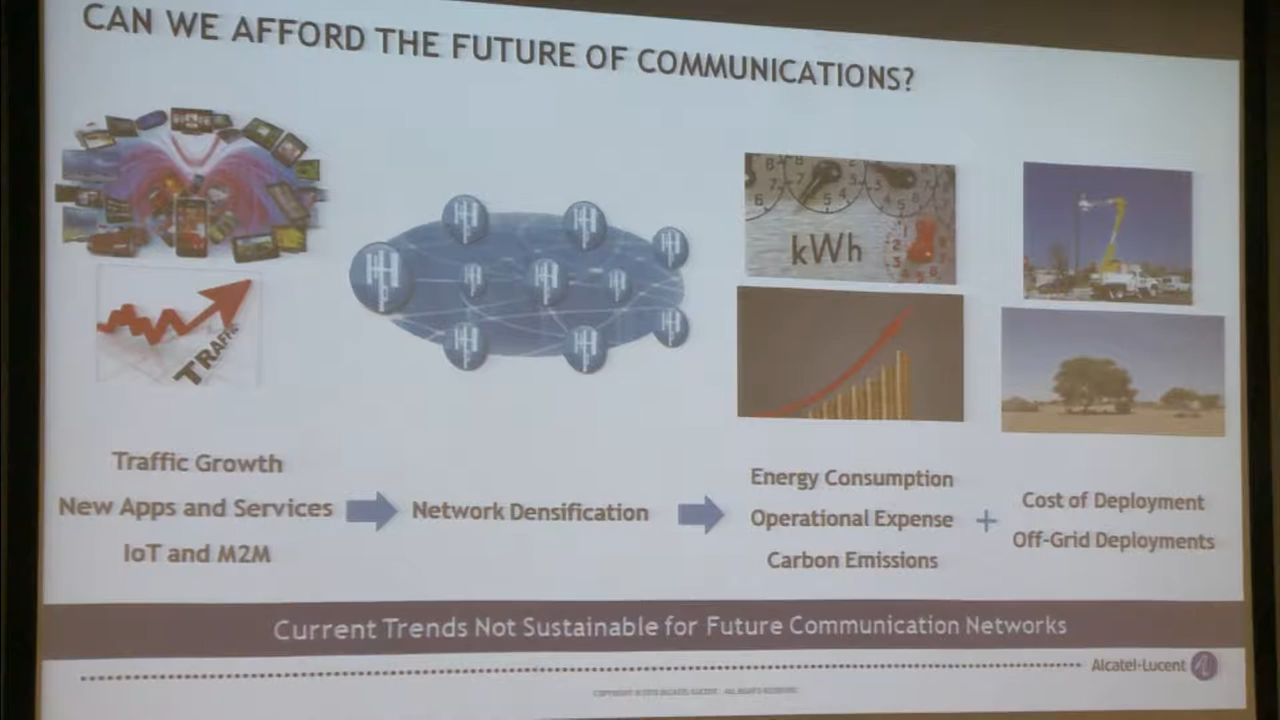 CAN WE AFFORD THE FUTURE OF COMMUNICATIONS?
TRAFFIC
kWh
Traffic Growth
New Apps and Services
IoT and M2M
Network Densification
Energy Consumption
Operational Expense
Carbon Emissions
+
Cost of Deployment
Off-Grid Deployments
Current Trends Not Sustainable for Future Communication Networks
Alcatel-Lucent